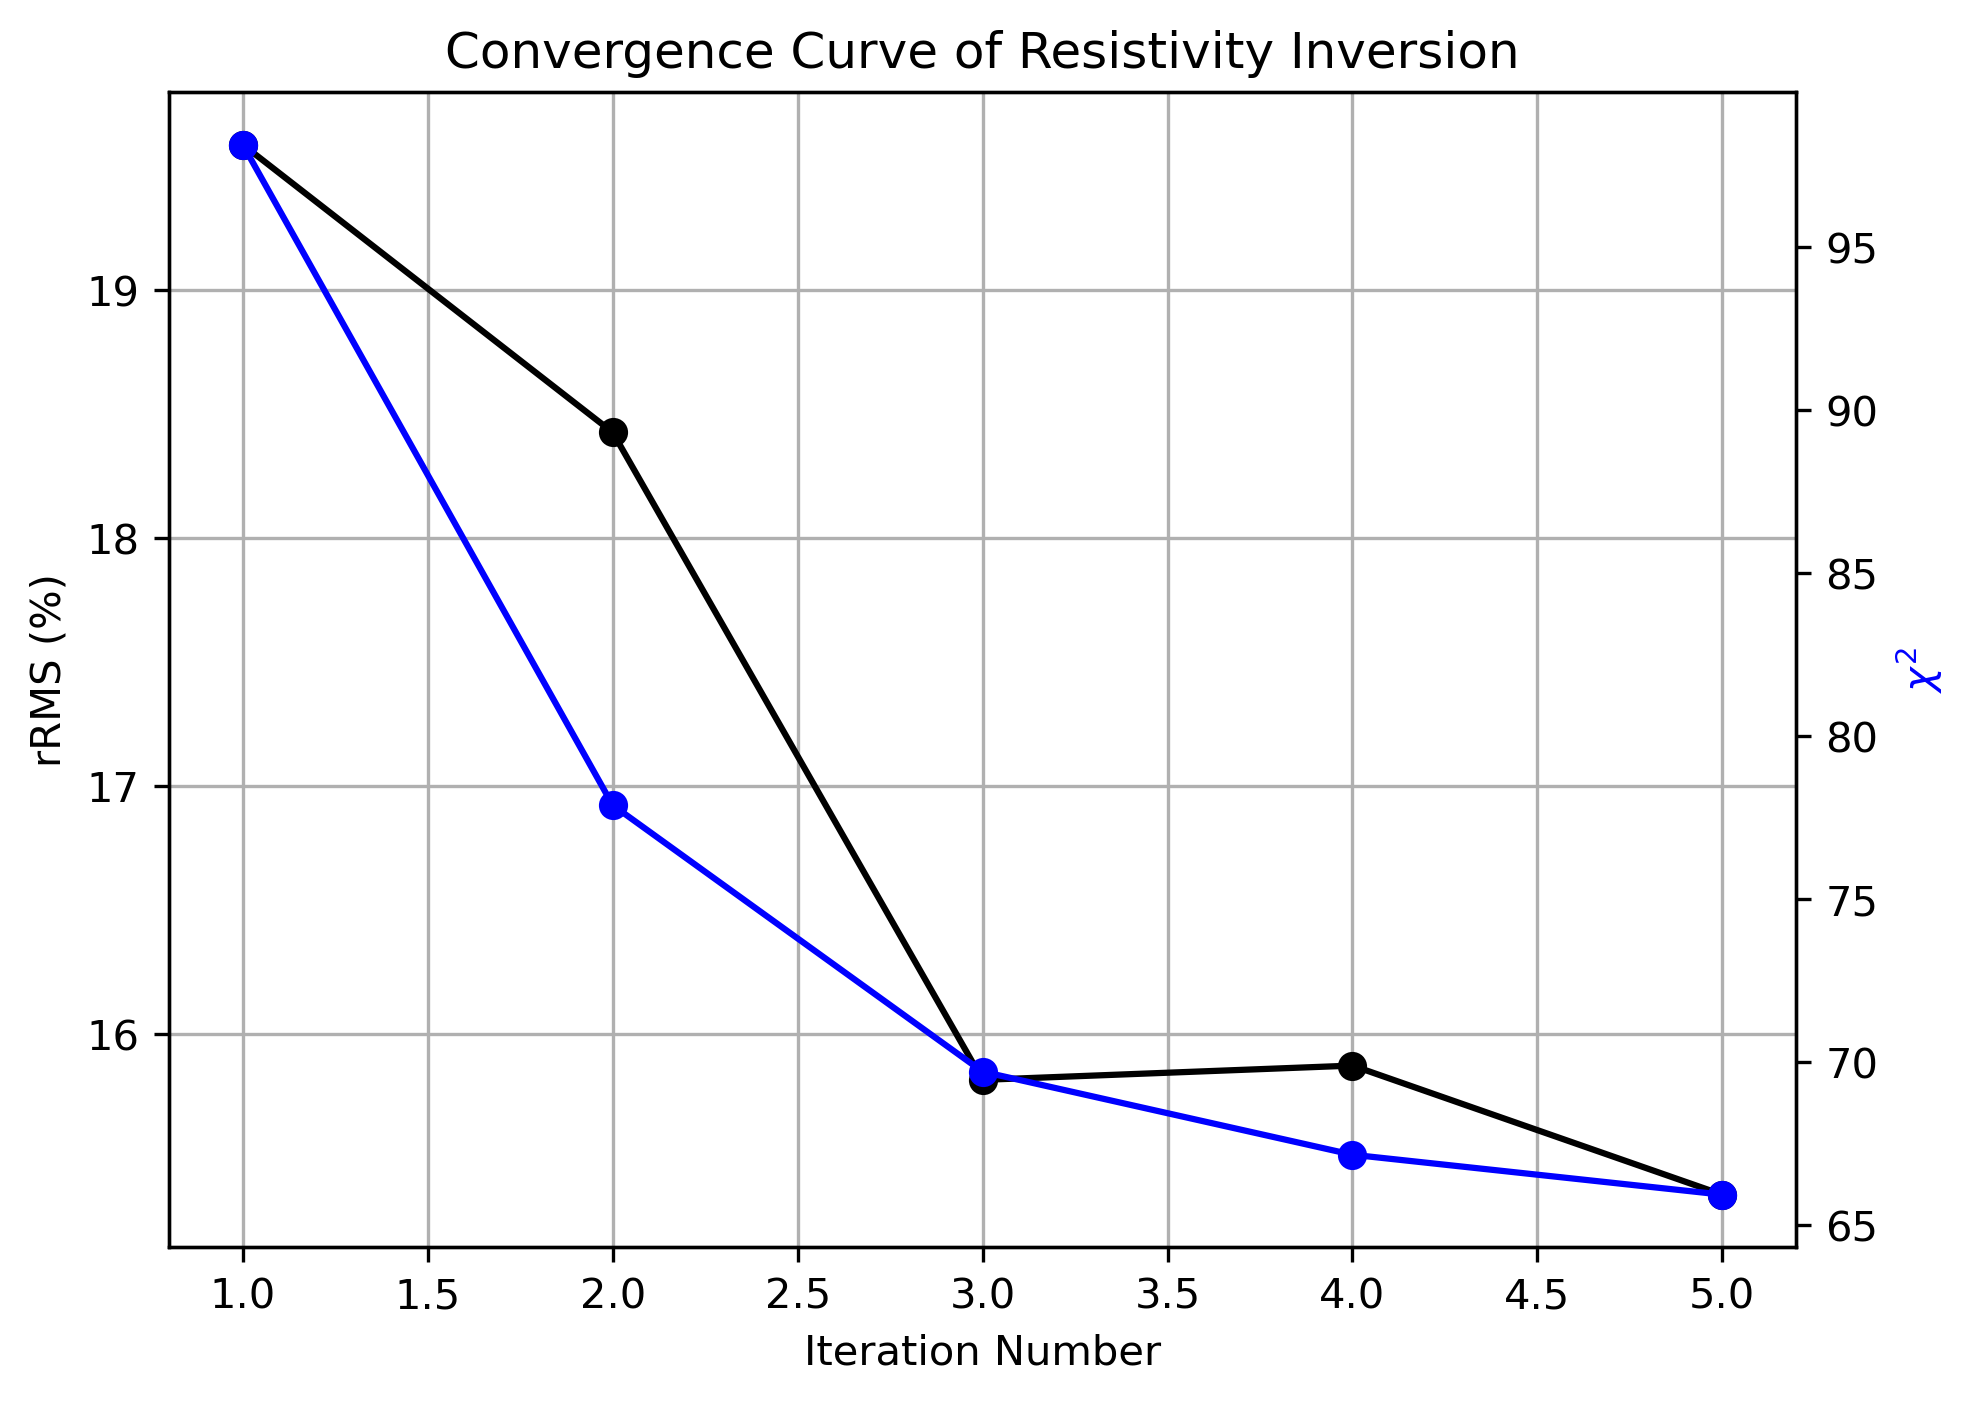 Convergence Curve of Resistivity Inversion
19
18
17
16
rRMS (%)
95
90
85
80
75
70
65
χ²
1.0 1.5 2.0 2.5 3.0 3.5 4.0 4.5 5.0
Iteration Number